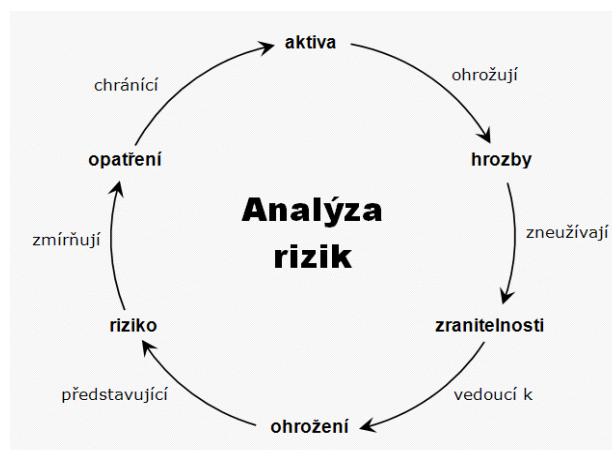 aktiva
ohrožují
hrozby
zneužívají
zranitelnosti
vedoucí k
ohrožení
představující
riziko
zmírňují
opatření
chránící
Analýza
rizik